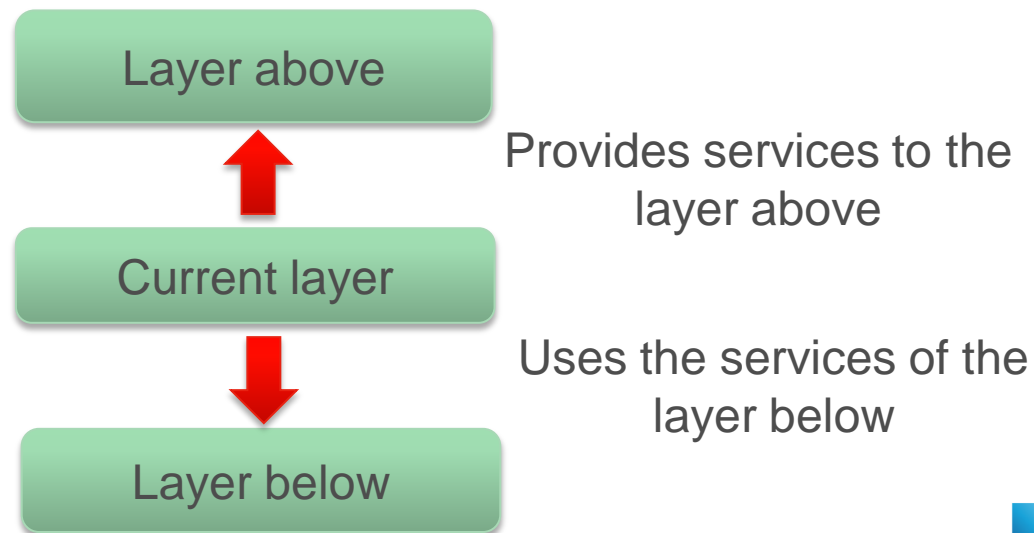 Layer above
Provides services to the
layer above
Current layer
Uses the services of the
layer below
Layer below